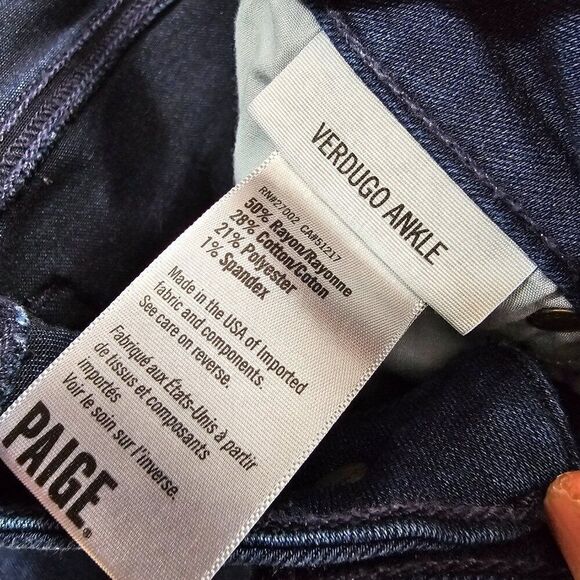 VERDUGO ANKLE
RN#27002 CA#51217
50% Rayon/Rayonne
28% Cotton/Coton
21% Polyester
1% Spandex
Made in the USA of Imported
fabric and components.
See care on reverse.
Fabriqué aux États-Unis à partir
de tissus et composants
importés
Voir le soin sur l'inverse.
PAIGE®